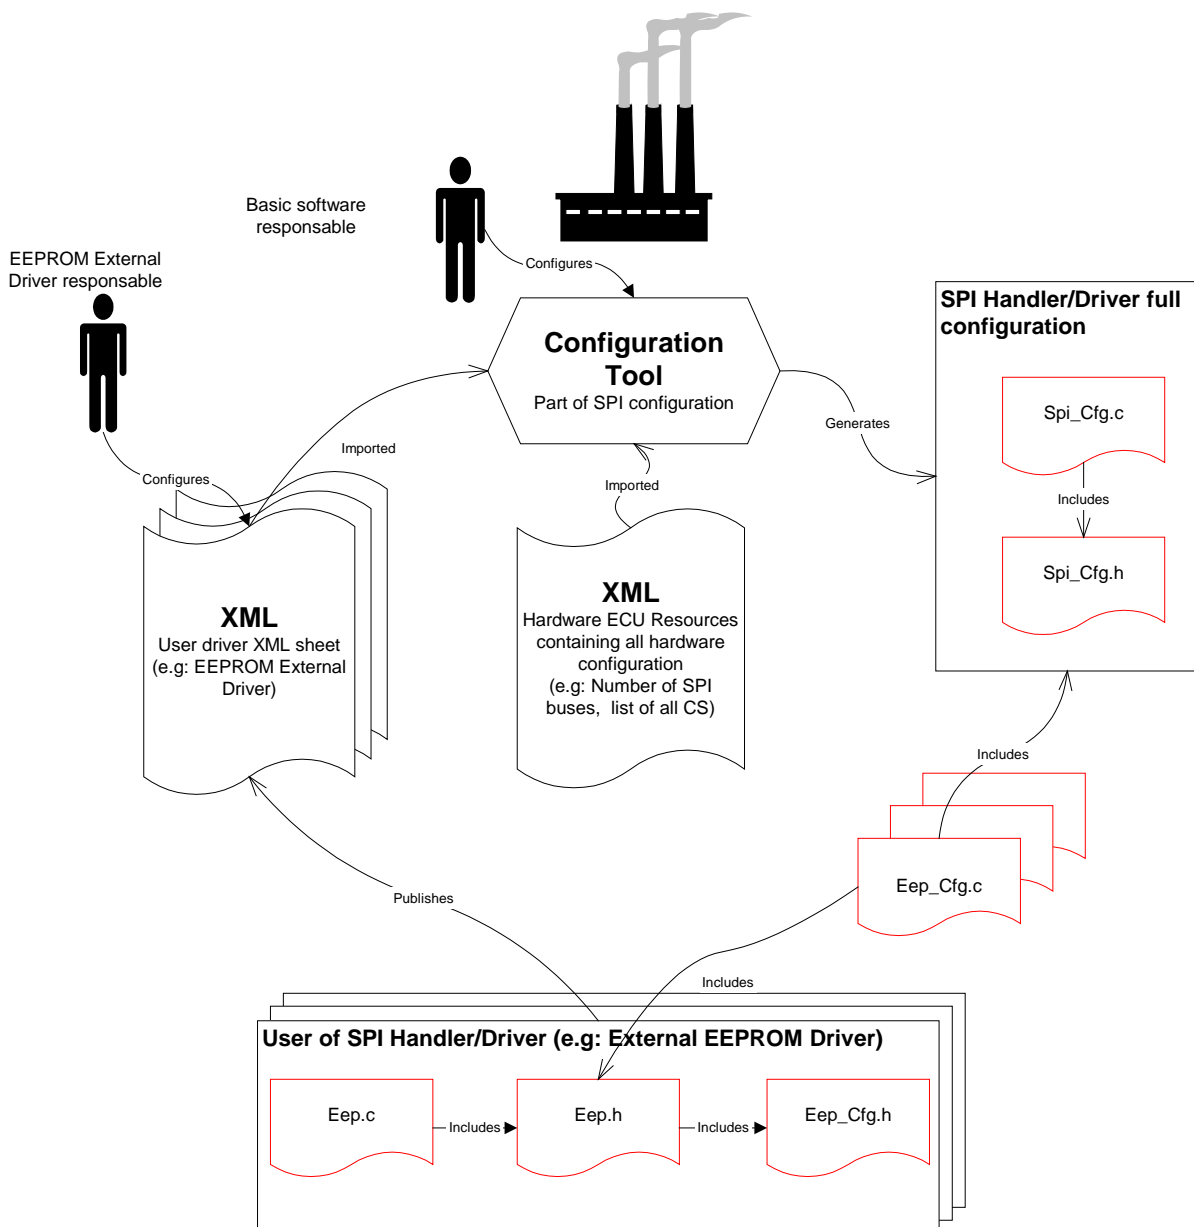 Basic software
responsable
EEPROM External
Driver responsable
Configures
SPI Handler/Driver full
configuration
Configuration
Tool
Part of SPI configuration
Spi_Cfg.c
Generates
Imported
Configures
Imported
Includes
Spi_Cfg.h
XML
User driver XML sheet
(e.g: EEPROM External
Driver)
XML
Hardware ECU Resources
containing all hardware
configuration
(e.g: Number of SPI
buses,  list of all CS)
Includes
Eep_Cfg.c
Publishes
Includes
User of SPI Handler/Driver (e.g: External EEPROM Driver)
Eep.c
Includes
Eep.h
Includes
Eep_Cfg.h